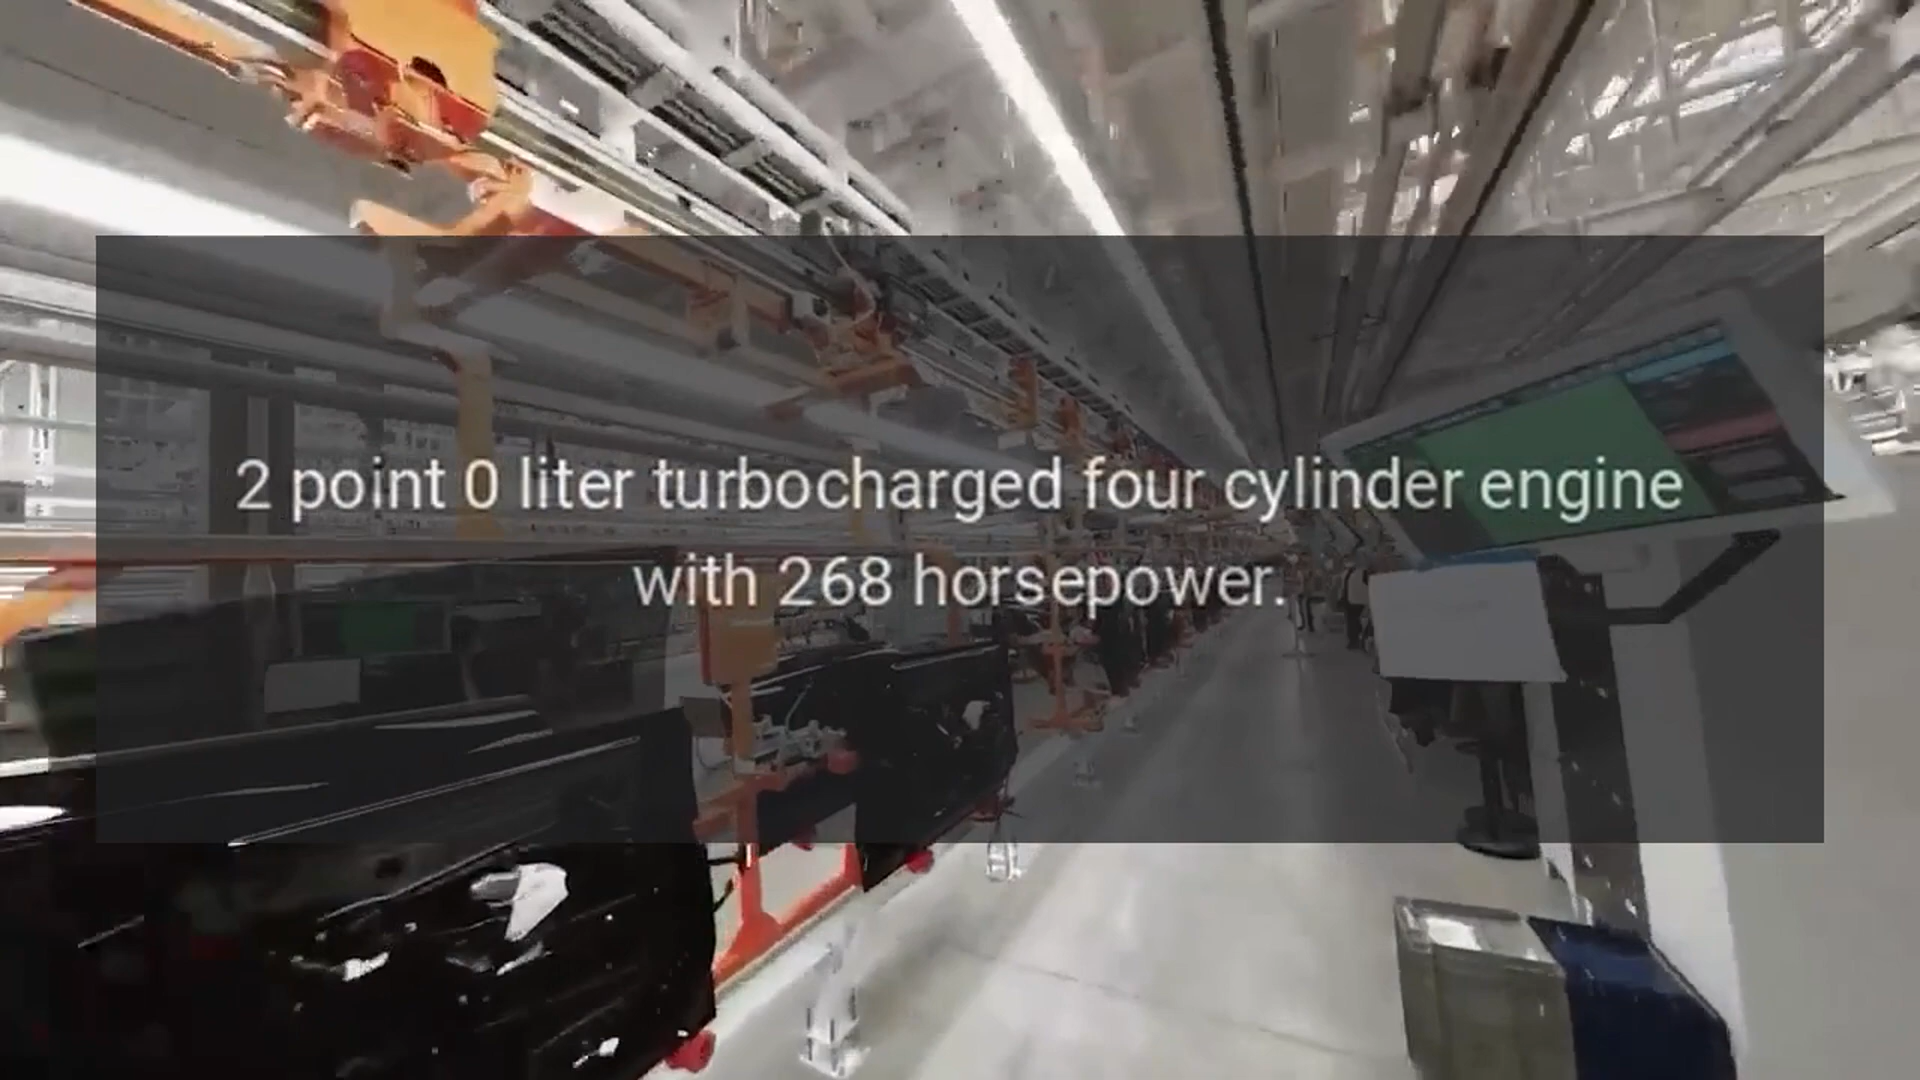 2 point 0 liter turbocharged four cylinder engine
with 268 horsepower.